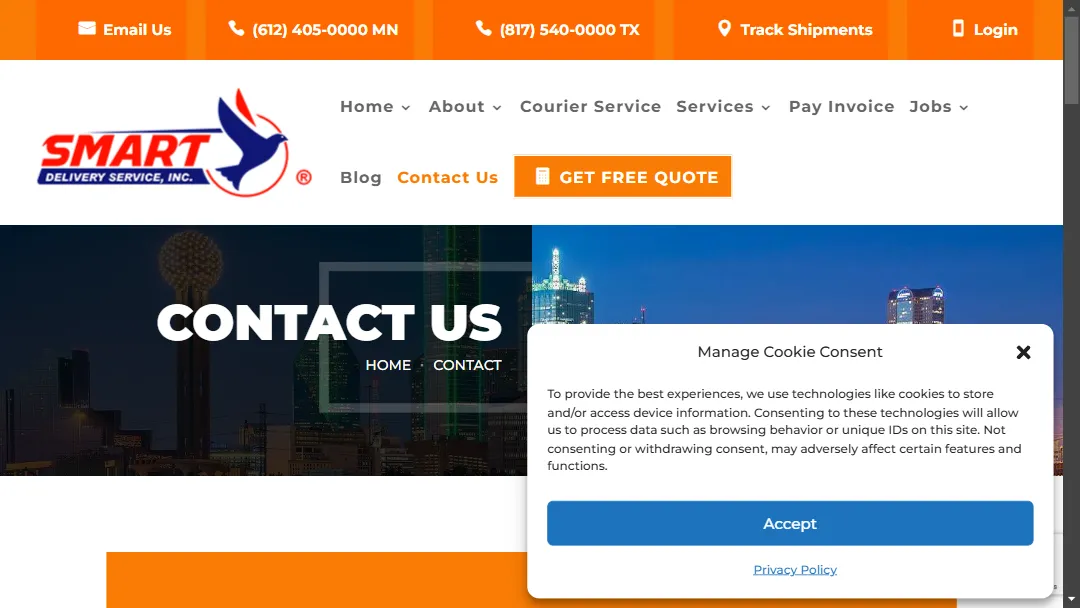 Email Us
(612) 405-0000 MN
(817) 540-0000 TX
Track Shipments
Login
SMART
DELIVERY SERVICE, INC.
®
Home
About
Courier Service
Services
Pay Invoice
Jobs
Blog
Contact Us
GET FREE QUOTE
CONTACT US
HOME · CONTACT
Manage Cookie Consent
To provide the best experiences, we use technologies like cookies to store
and/or access device information. Consenting to these technologies will allow
us to process data such as browsing behavior or unique IDs on this site. Not
consenting or withdrawing consent, may adversely affect certain features and
functions.
Accept
Privacy Policy